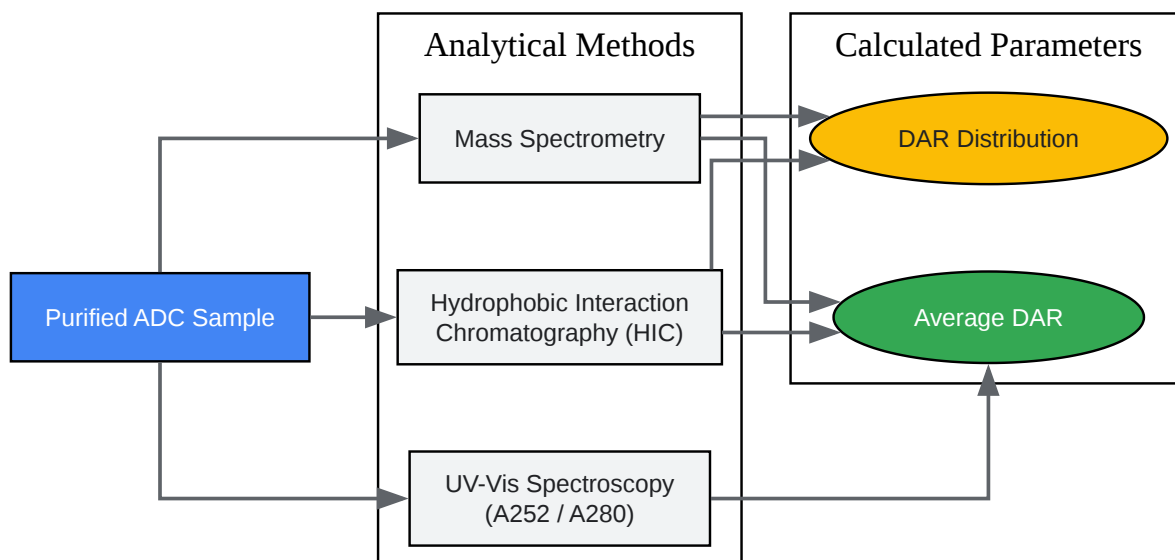 Analytical Methods
Calculated Parameters
Mass Spectrometry
DAR Distribution
Purified ADC Sample
Hydrophobic Interaction
Chromatography (HIC)
Average DAR
UV-Vis Spectroscopy
(A252 / A280)